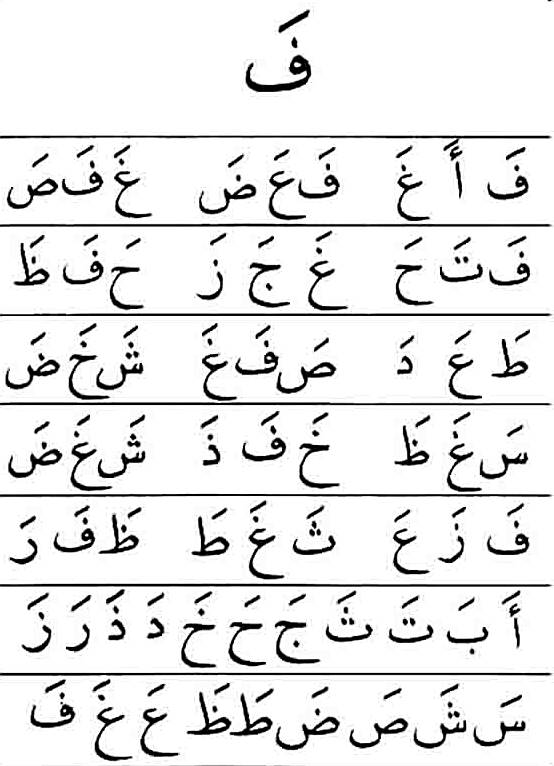 فَ
فَ أَ غَ فَ عَ ضَ غَ فَ صَ
فَ تَ حَ غَ جَ زَ حَ فَ ظَ
طَ عَ دَ صَ فَ غَ شَ خَ ضَ
سَ غَ ظَ خَ فَ ذَ شَ غَ ضَ
فَ زَ عَ ثَ غَ طَ ظَ فَ رَ
أَ بَ تَ ثَ جَ حَ خَ دَ ذَ رَ زَ
سَ شَ صَ ضَ طَ ظَ عَ غَ فَ